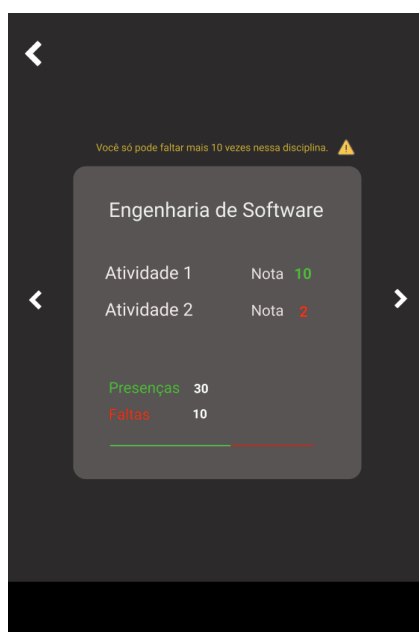 Você só pode faltar mais 10 vezes nessa disciplina.
Engenharia de Software
Atividade 1 Nota 10
Atividade 2 Nota 2
Presenças 30
Faltas 10